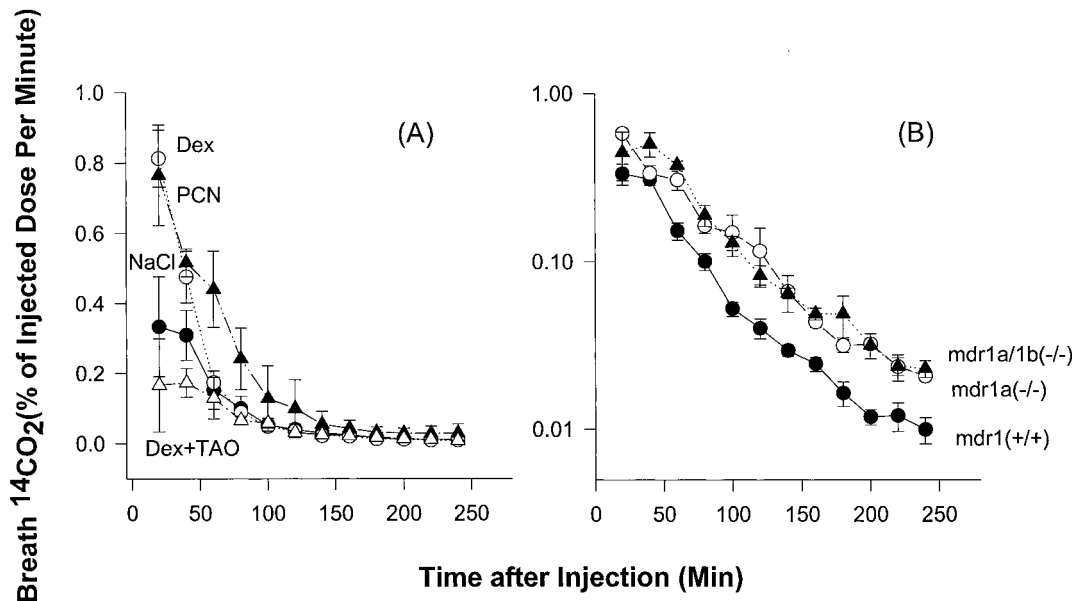 Breath 14CO2(% of Injected Dose Per Minute)
(A)
1.0
0.8
0.6
0.4
0.2
0.0
Dex
PCN
NaCl
Dex+TAO
0
50
100
150
200
250
(B)
1.00
0.10
0.01
mdr1a/1b(-/-)
mdr1a(-/-)
mdr1(+/+)
0
50
100
150
200
250
Time after Injection (Min)